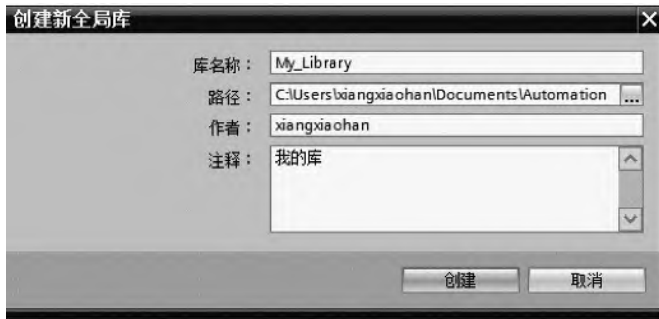 创建新全局库
库名称： My_Library
路径： C:\Users\xiangxiaohan\Documents\Automation ...
作者： xiangxiaohan
注释： 我的库
创建 取消